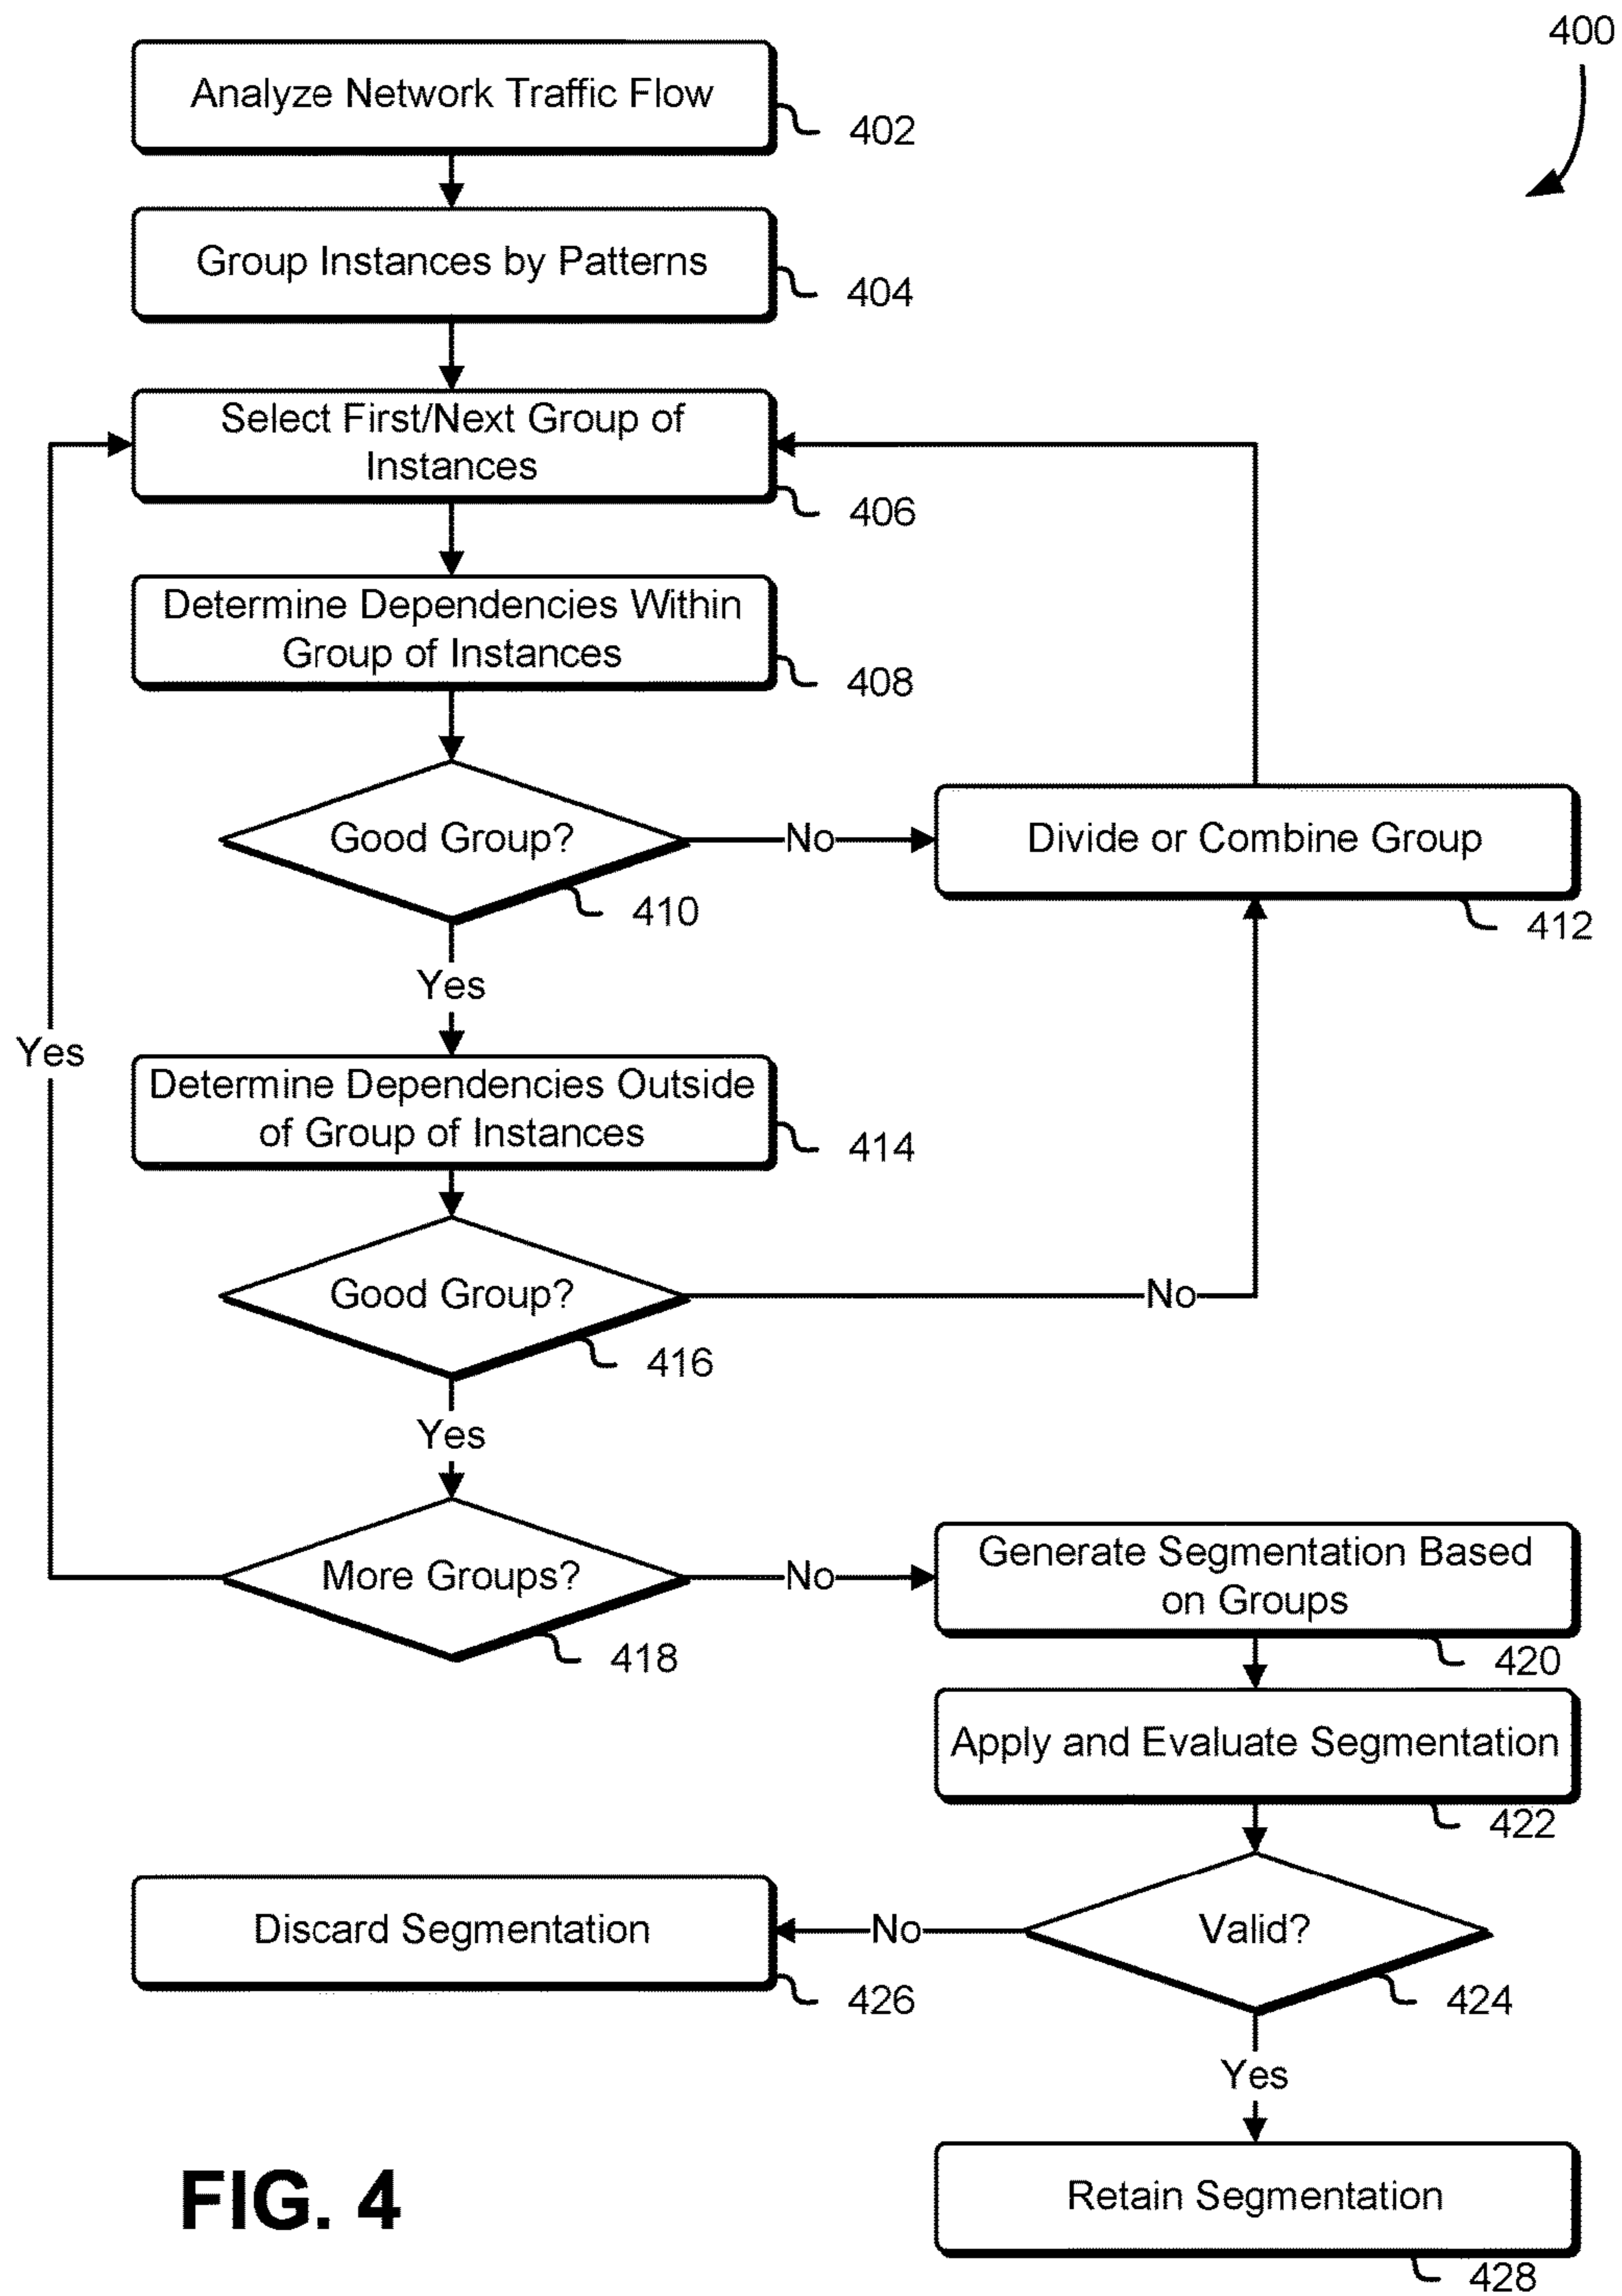 400
Analyze Network Traffic Flow
402
Group Instances by Patterns
404
Select First/Next Group of
Instances
406
Determine Dependencies Within
Group of Instances
408
Good Group?
No
Divide or Combine Group
410
412
Yes
Yes
Determine Dependencies Outside
of Group of Instances
414
Good Group?
No
416
Yes
More Groups?
No
Generate Segmentation Based
on Groups
418
420
Apply and Evaluate Segmentation
422
Discard Segmentation
No
Valid?
426
424
Yes
Retain Segmentation
FIG. 4
428